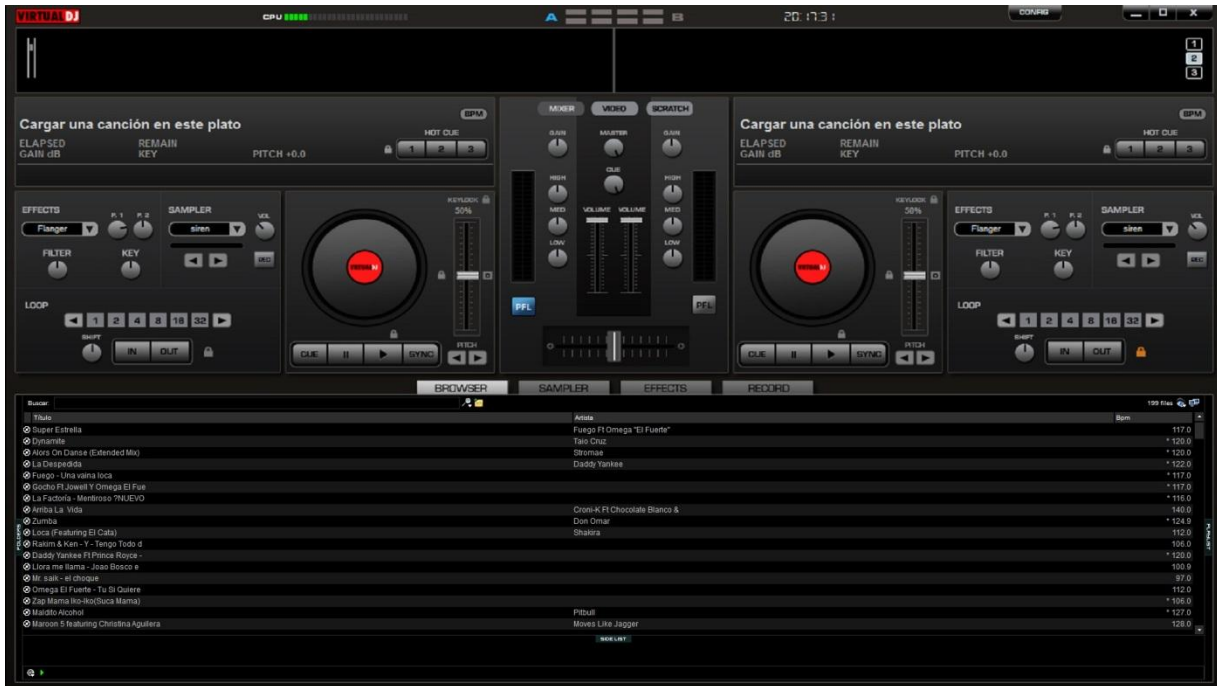 VIRTUAL DJ CPU A B 20:17:31 CONFIG X
1
2
3
Cargar una canción en este plato BPM
ELAPSED REMAIN HOT CUE
GAIN dB KEY PITCH +0.0 1 2 3
EFFECTS P. 1 P. 2 SAMPLER VOL
Flanger siren
FILTER KEY REC
LOOP
1 2 4 8 16 32
SHIFT
IN OUT
KEYLOCK
50%
VIRTUAL DJ
PITCH
CUE SYNC
MIXER VIDEO SCRATCH
GAIN MASTER GAIN
CUE
HIGH HIGH
MED VOLUME VOLUME MED
LOW LOW
PFL PFL
Cargar una canción en este plato BPM
ELAPSED REMAIN HOT CUE
GAIN dB KEY PITCH +0.0 1 2 3
KEYLOCK
50%
VIRTUAL DJ
PITCH
CUE SYNC
EFFECTS P. 1 P. 2 SAMPLER VOL
Flanger siren
FILTER KEY REC
LOOP
1 2 4 8 16 32
SHIFT
IN OUT
BROWSER SAMPLER EFFECTS RECORD
Buscar: 199 files
Título Artista Bpm
Super Estrella Fuego Ft Omega "El Fuerte" 117.0
Dynamite Taio Cruz * 120.0
Alors On Danse (Extended Mix) Stromae * 120.0
La Despedida Daddy Yankee * 122.0
Fuego - Una vaina loca * 117.0
Gocho Ft Jowell Y Omega El Fue * 117.0
La Factoría - Mentiroso ?NUEVO * 116.0
Arriba La Vida Croni-K Ft Chocolate Blanco & 140.0
Zumba Don Omar * 124.9
Loca (Featuring El Cata) Shakira 112.0
Rakim & Ken - Y - Tengo Todo d 106.0
Daddy Yankee Ft Prince Royce - * 120.0
Llora me llama - Joao Bosco e 100.9
Mr. saik - el choque 97.0
Omega El Fuerte - Tu Si Quiere 112.0
Zap Mama Iko-Iko(Suca Mama) * 106.0
Maldito Alcohol Pitbull * 127.0
Maroon 5 featuring Christina Aguilera Moves Like Jagger 128.0
FOLDERS
PLAYLIST
SIDE LIST